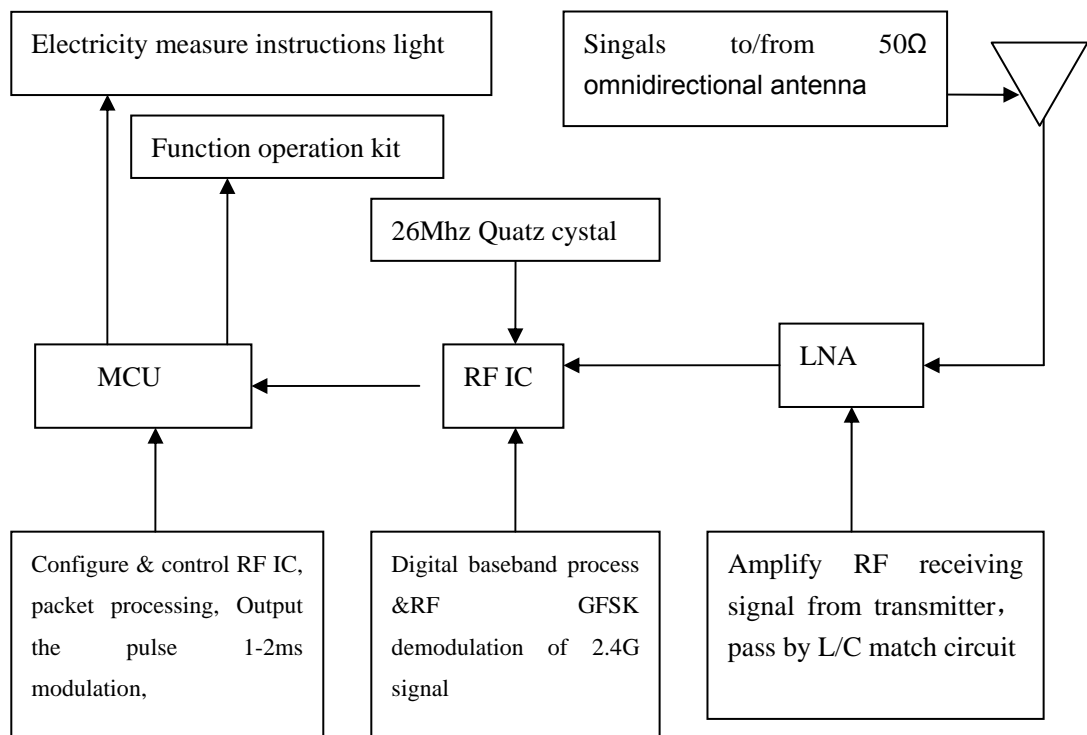 Electricity measure instructions light
Singals to/from 50Ω
omnidirectional antenna
Function operation kit
26Mhz Quatz cystal
MCU
RF IC
LNA
Configure & control RF IC,
packet processing, Output
the pulse 1-2ms
modulation,
Digital baseband process
&RF GFSK
demodulation of 2.4G
signal
Amplify RF receiving
signal from transmitter，
pass by L/C match circuit